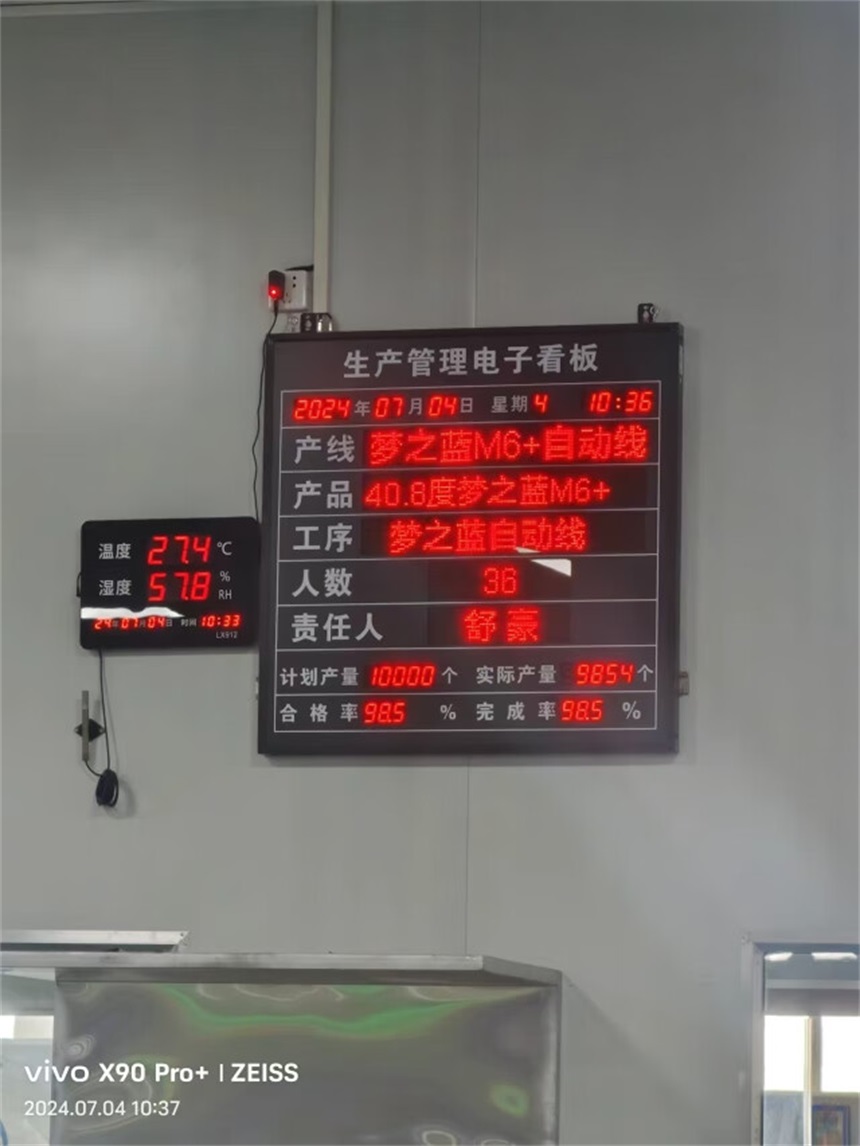 生产管理电子看板
2024年07月04日 星期4 10:36
产线 梦之蓝M6+自动线
产品 40.8度梦之蓝M6+
工序 梦之蓝自动线
人数 36
责任人 舒豪
计划产量 10000个 实际产量 9854个
合格率 98.5 % 完成率 98.5 %
温度 27.4 ℃
湿度 57.8 %RH
24年07月04日 时间 10:33
LX912
vivo X90 Pro+ | ZEISS
2024.07.04 10:37